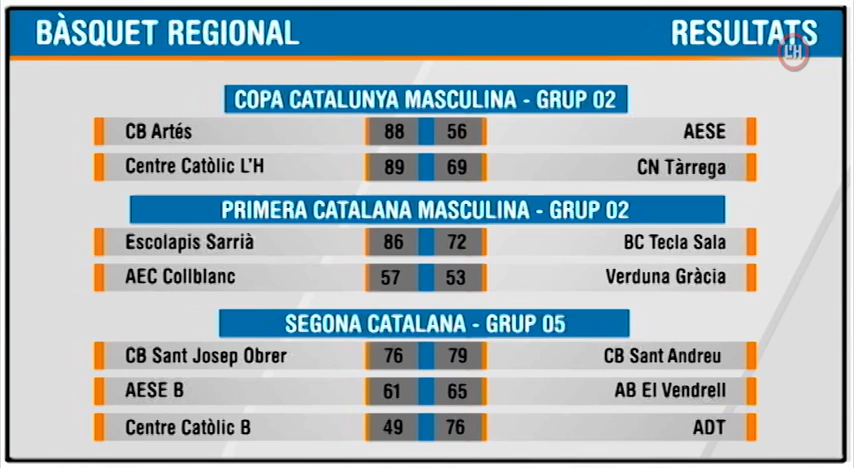 BÀSQUET REGIONAL RESULTATS
L'H
COPA CATALUNYA MASCULINA - GRUP 02
CB Artés 88 56 AESE
Centre Catòlic L'H 89 69 CN Tàrrega
PRIMERA CATALANA MASCULINA - GRUP 02
Escolapis Sarrià 86 72 BC Tecla Sala
AEC Collblanc 57 53 Verduna Gràcia
SEGONA CATALANA - GRUP 05
CB Sant Josep Obrer 76 79 CB Sant Andreu
AESE B 61 65 AB El Vendrell
Centre Catòlic B 49 76 ADT